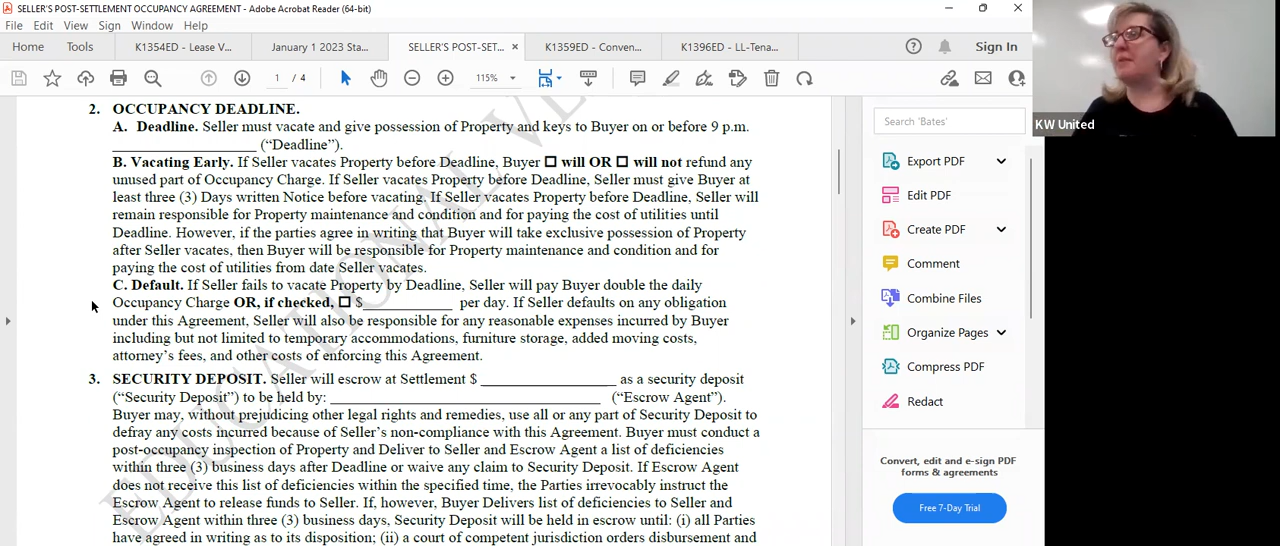 SELLER'S POST-SETTLEMENT OCCUPANCY AGREEMENT - Adobe Acrobat Reader (64-bit)
File Edit View Sign Window Help
Home Tools K1354ED - Lease V... January 1 2023 Sta... SELLER'S POST-SET... × K1359ED - Conven... K1396ED - LL-Tena... Sign In
1 / 4 115%
2. OCCUPANCY DEADLINE.
A. Deadline. Seller must vacate and give possession of Property and keys to Buyer on or before 9 p.m.
____________________ ("Deadline").
B. Vacating Early. If Seller vacates Property before Deadline, Buyer ☐ will OR ☐ will not refund any
unused part of Occupancy Charge. If Seller vacates Property before Deadline, Seller must give Buyer at
least three (3) Days written Notice before vacating. If Seller vacates Property before Deadline, Seller will
remain responsible for Property maintenance and condition and for paying the cost of utilities until
Deadline. However, if the parties agree in writing that Buyer will take exclusive possession of Property
after Seller vacates, then Buyer will be responsible for Property maintenance and condition and for
paying the cost of utilities from date Seller vacates.
C. Default. If Seller fails to vacate Property by Deadline, Seller will pay Buyer double the daily
Occupancy Charge OR, if checked, ☐ $____________ per day. If Seller defaults on any obligation
under this Agreement, Seller will also be responsible for any reasonable expenses incurred by Buyer
including but not limited to temporary accommodations, furniture storage, added moving costs,
attorney's fees, and other costs of enforcing this Agreement.
3. SECURITY DEPOSIT. Seller will escrow at Settlement $ __________________ as a security deposit
("Security Deposit") to be held by: ____________________________________ ("Escrow Agent").
Buyer may, without prejudicing other legal rights and remedies, use all or any part of Security Deposit to
defray any costs incurred because of Seller's non-compliance with this Agreement. Buyer must conduct a
post-occupancy inspection of Property and Deliver to Seller and Escrow Agent a list of deficiencies
within three (3) business days after Deadline or waive any claim to Security Deposit. If Escrow Agent
does not receive this list of deficiencies within the specified time, the Parties irrevocably instruct the
Escrow Agent to release funds to Seller. If, however, Buyer Delivers list of deficiencies to Seller and
Escrow Agent within three (3) business days, Security Deposit will be held in escrow until: (i) all Parties
have agreed in writing as to its disposition; (ii) a court of competent jurisdiction orders disbursement and
EDUCATIONAL
Search 'Bates'
Export PDF
Edit PDF
Create PDF
Comment
Combine Files
Organize Pages
Compress PDF
Redact
Convert, edit and e-sign PDF
forms & agreements
Free 7-Day Trial
KW United